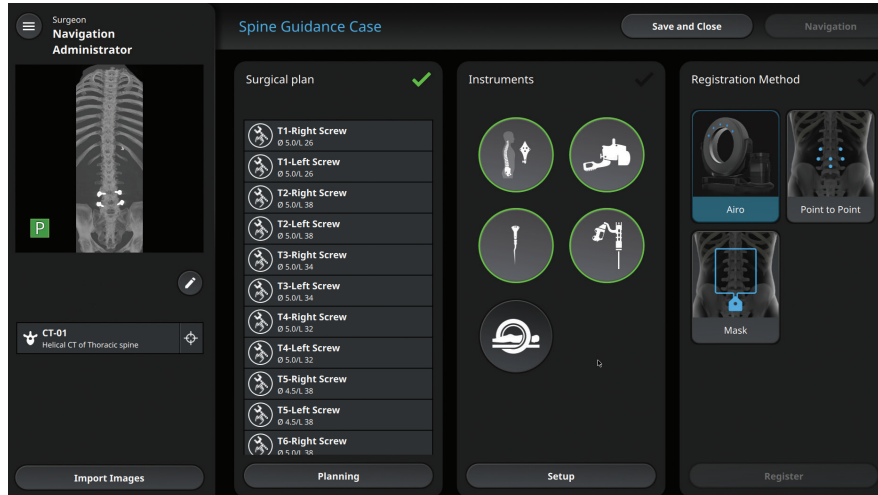 Surgeon
Navigation
Administrator
P
CT-01
Helical CT of Thoracic spine
Import Images
Spine Guidance Case
Save and Close
Navigation
Surgical plan
T1-Right Screw
Ø 5.0/L 26
T1-Left Screw
Ø 5.0/L 26
T2-Right Screw
Ø 5.0/L 38
T2-Left Screw
Ø 5.0/L 38
T3-Right Screw
Ø 5.0/L 34
T3-Left Screw
Ø 5.0/L 34
T4-Right Screw
Ø 5.0/L 32
T4-Left Screw
Ø 5.0/L 32
T5-Right Screw
Ø 4.5/L 38
T5-Left Screw
Ø 4.5/L 38
T6-Right Screw
Ø 5.0/L 38
Planning
Instruments
Setup
Registration Method
Airo
Point to Point
Mask
Register